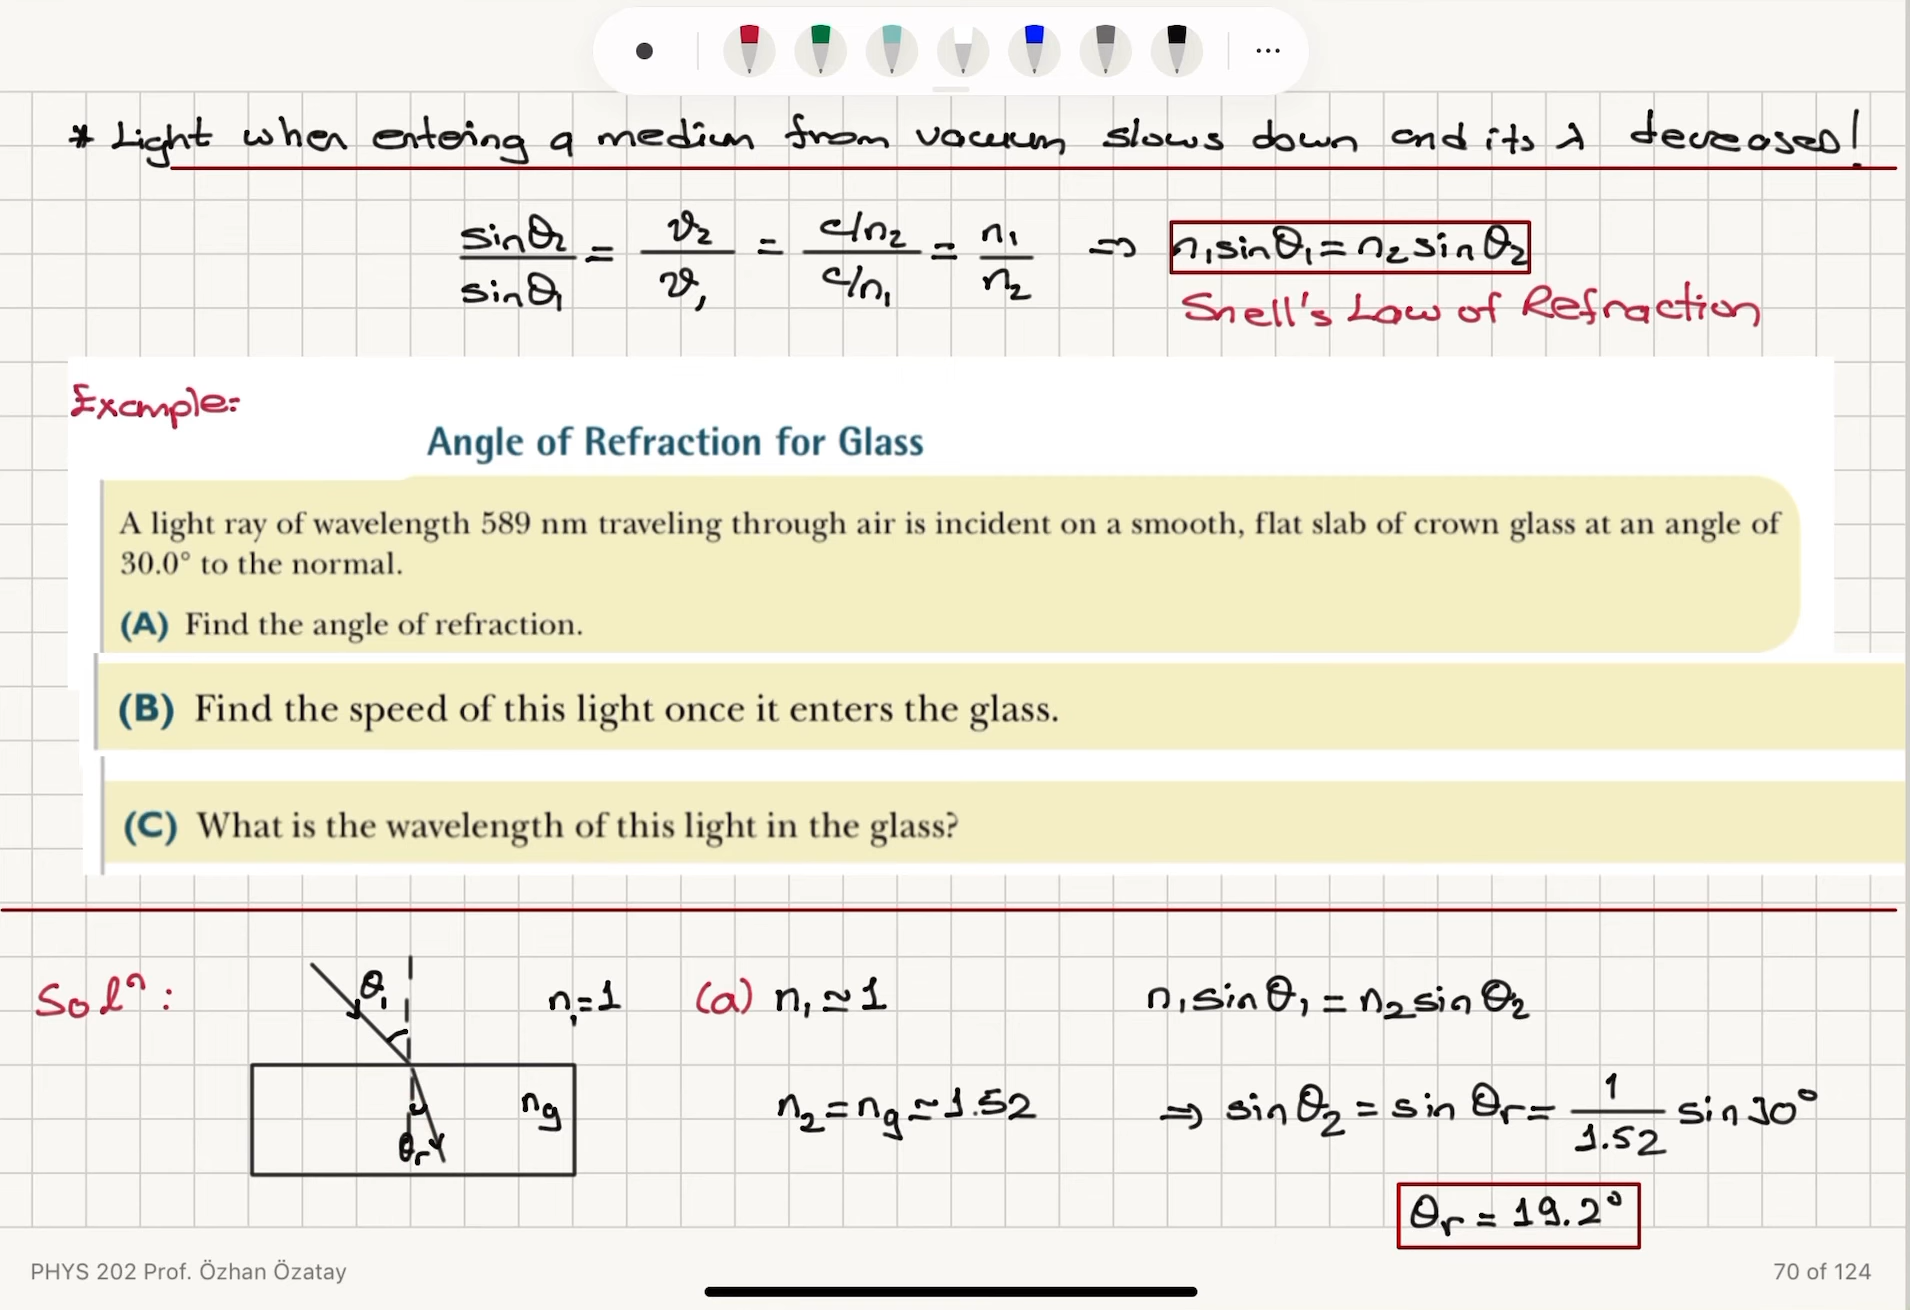 * Light when entering a medium from vacuum slows down and its λ decreases!
sinθ₂/sinθ₁ = v₂/v₁ = c/n₂ / c/n₁ = n₁/n₂ ⇒ n₁sinθ₁ = n₂sinθ₂
Snell's Law of Refraction
Example:
Angle of Refraction for Glass
A light ray of wavelength 589 nm traveling through air is incident on a smooth, flat slab of crown glass at an angle of
30.0° to the normal.
(A) Find the angle of refraction.
(B) Find the speed of this light once it enters the glass.
(C) What is the wavelength of this light in the glass?
Solⁿ: θ₁ n₁=1 (a) n₁ ≃ 1 n₁sinθ₁ = n₂sinθ₂
θr ng n₂ = ng ≃ 1.52 ⇒ sinθ₂ = sin θr = 1/1.52 sin30°
θr = 19.2°
PHYS 202 Prof. Özhan Özatay 70 of 124